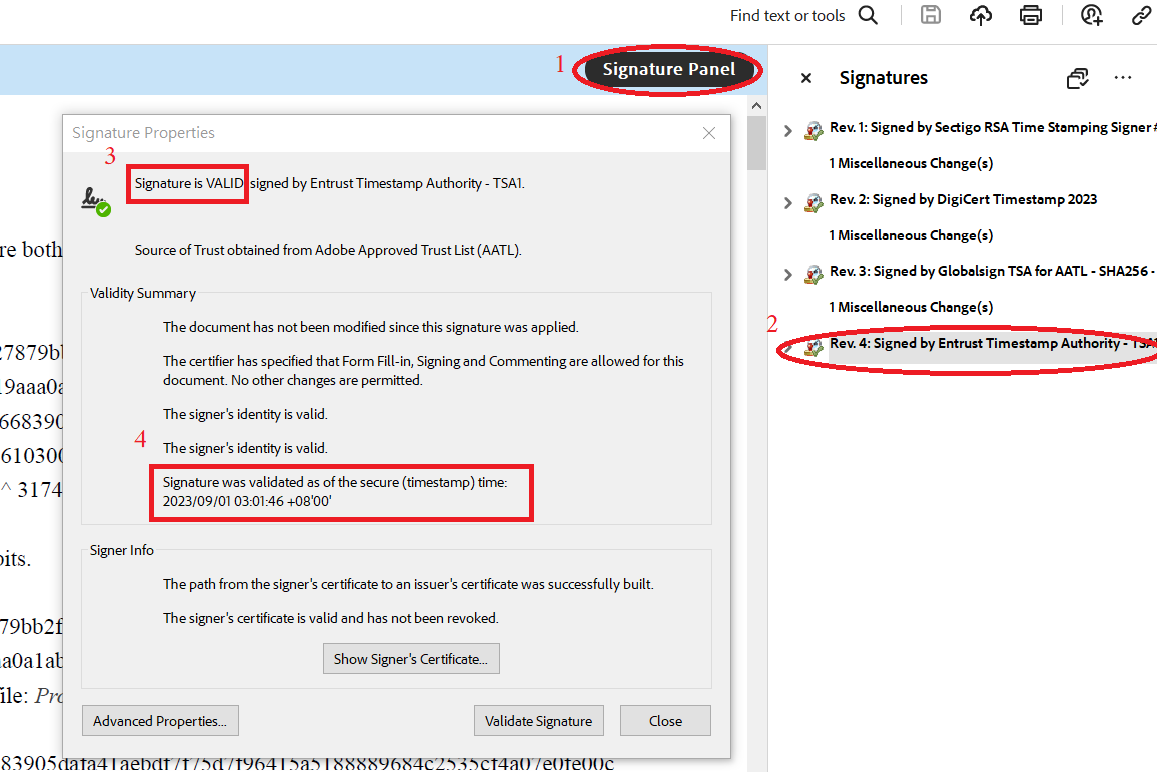 Find text or tools
1
Signature Panel
Signatures
Signature Properties
3
Signature is VALID, signed by Entrust Timestamp Authority - TSA1.
Source of Trust obtained from Adobe Approved Trust List (AATL).
Validity Summary
The document has not been modified since this signature was applied.
The certifier has specified that Form Fill-in, Signing and Commenting are allowed for this
document. No other changes are permitted.
The signer's identity is valid.
4
The signer's identity is valid.
Signature was validated as of the secure (timestamp) time:
2023/09/01 03:01:46 +08'00'
Signer Info
The path from the signer's certificate to an issuer's certificate was successfully built.
The signer's certificate is valid and has not been revoked.
Show Signer's Certificate...
Advanced Properties...
Validate Signature
Close
Rev. 1: Signed by Sectigo RSA Time Stamping Signer #
1 Miscellaneous Change(s)
Rev. 2: Signed by DigiCert Timestamp 2023
1 Miscellaneous Change(s)
Rev. 3: Signed by Globalsign TSA for AATL - SHA256 -
1 Miscellaneous Change(s)
2
Rev. 4: Signed by Entrust Timestamp Authority - TSA1
re both
27879bb
19aaa0a
668390
610300
^ 3174
bits.
79bb2f
aa0a1ab
file: Pro
83905dafa41aebdf7f75d7f96415a5188889684c2535cf4a07e0fe00c